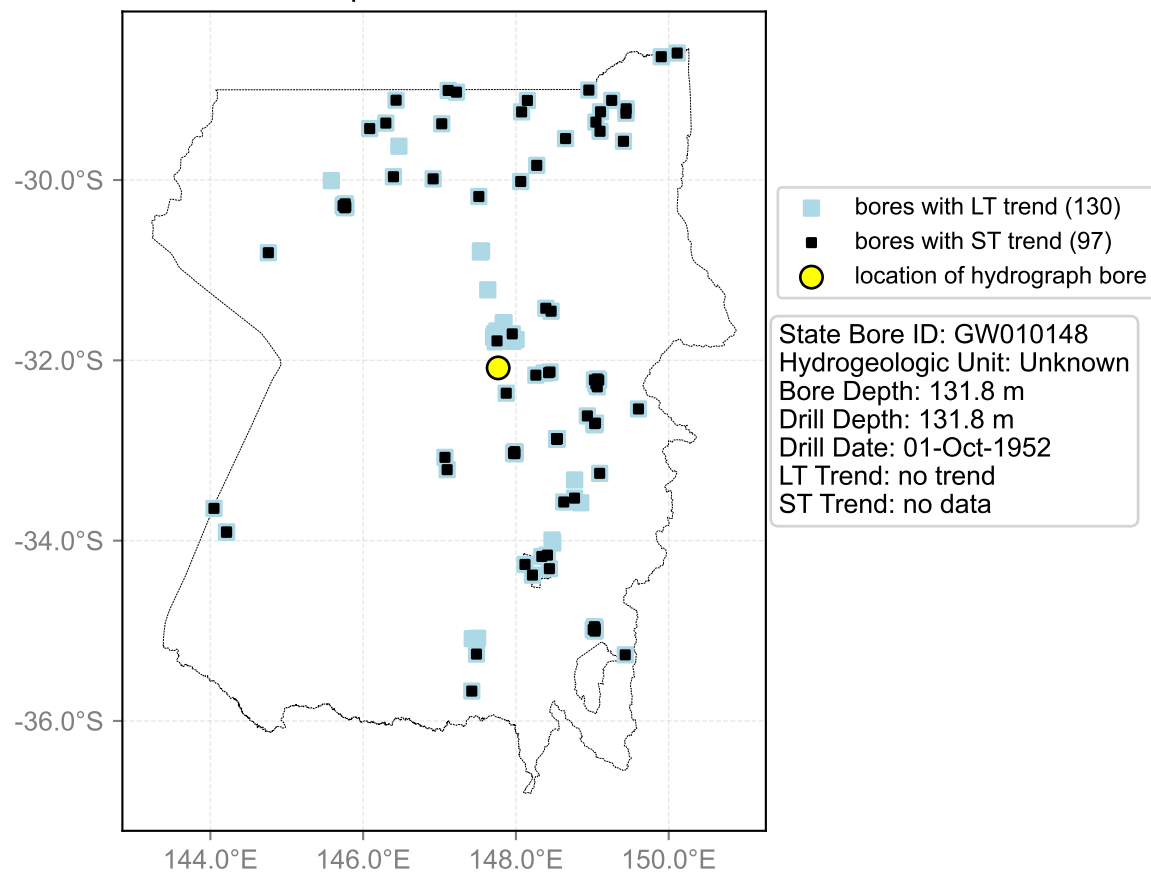 -30.0°S
-32.0°S
-34.0°S
-36.0°S
144.0°E
146.0°E
148.0°E
150.0°E
bores with LT trend (130)
bores with ST trend (97)
location of hydrograph bore
State Bore ID: GW010148
Hydrogeologic Unit: Unknown
Bore Depth: 131.8 m
Drill Depth: 131.8 m
Drill Date: 01-Oct-1952
LT Trend: no trend
ST Trend: no data